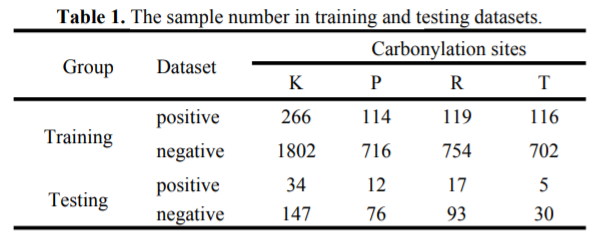 Table 1. The sample number in training and testing datasets.
Group Dataset Carbonylation sites
K P R T
Training positive 266 114 119 116
negative 1802 716 754 702
Testing positive 34 12 17 5
negative 147 76 93 30